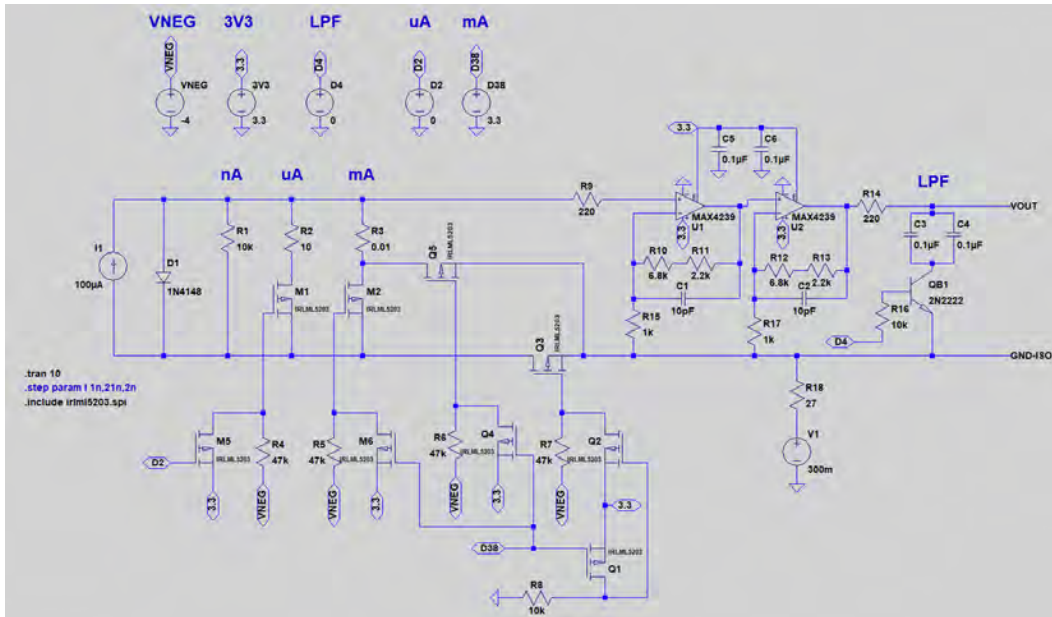 VNEG 3V3 LPF uA mA
VNEG 3.3 D4 D2 D38
VNEG 3V3 D4 D2 D38
-4 3.3 0 0 3.3
nA uA mA
I1
100µA
D1
1N4148
R1
10k
R2
10
R3
0.01
R9
220
M1
IRLML5203
M2
IRLML5203
Q5
IRLML5203
Q3
IRLML5203
3.3
C5
0.1µF
C6
0.1µF
MAX4239
U1
3.3
MAX4239
U2
3.3
R10
6.8k
R11
2.2k
C1
10pF
R15
1k
R12
6.8k
R13
2.2k
C2
10pF
R17
1k
R14
220
LPF
VOUT
C3
0.1µF
C4
0.1µF
QB1
2N2222
R16
10k
D4
GND-ISO
R18
27
V1
300m
.tran 10
.step param I 1n,21n,2n
.include irlml5203.spi
D2
M5
IRLML5203
3.3
R4
47k
VNEG
R5
47k
VNEG
M6
IRLML5203
3.3
R6
47k
VNEG
Q4
IRLML5203
3.3
R7
47k
VNEG
Q2
IRLML5203
3.3
D38
IRLML5203
Q1
R8
10k